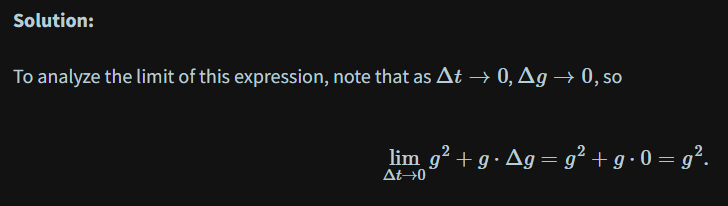 Solution:
To analyze the limit of this expression, note that as Δt → 0, Δg → 0, so
lim g² + g · Δg = g² + g · 0 = g².
Δt→0